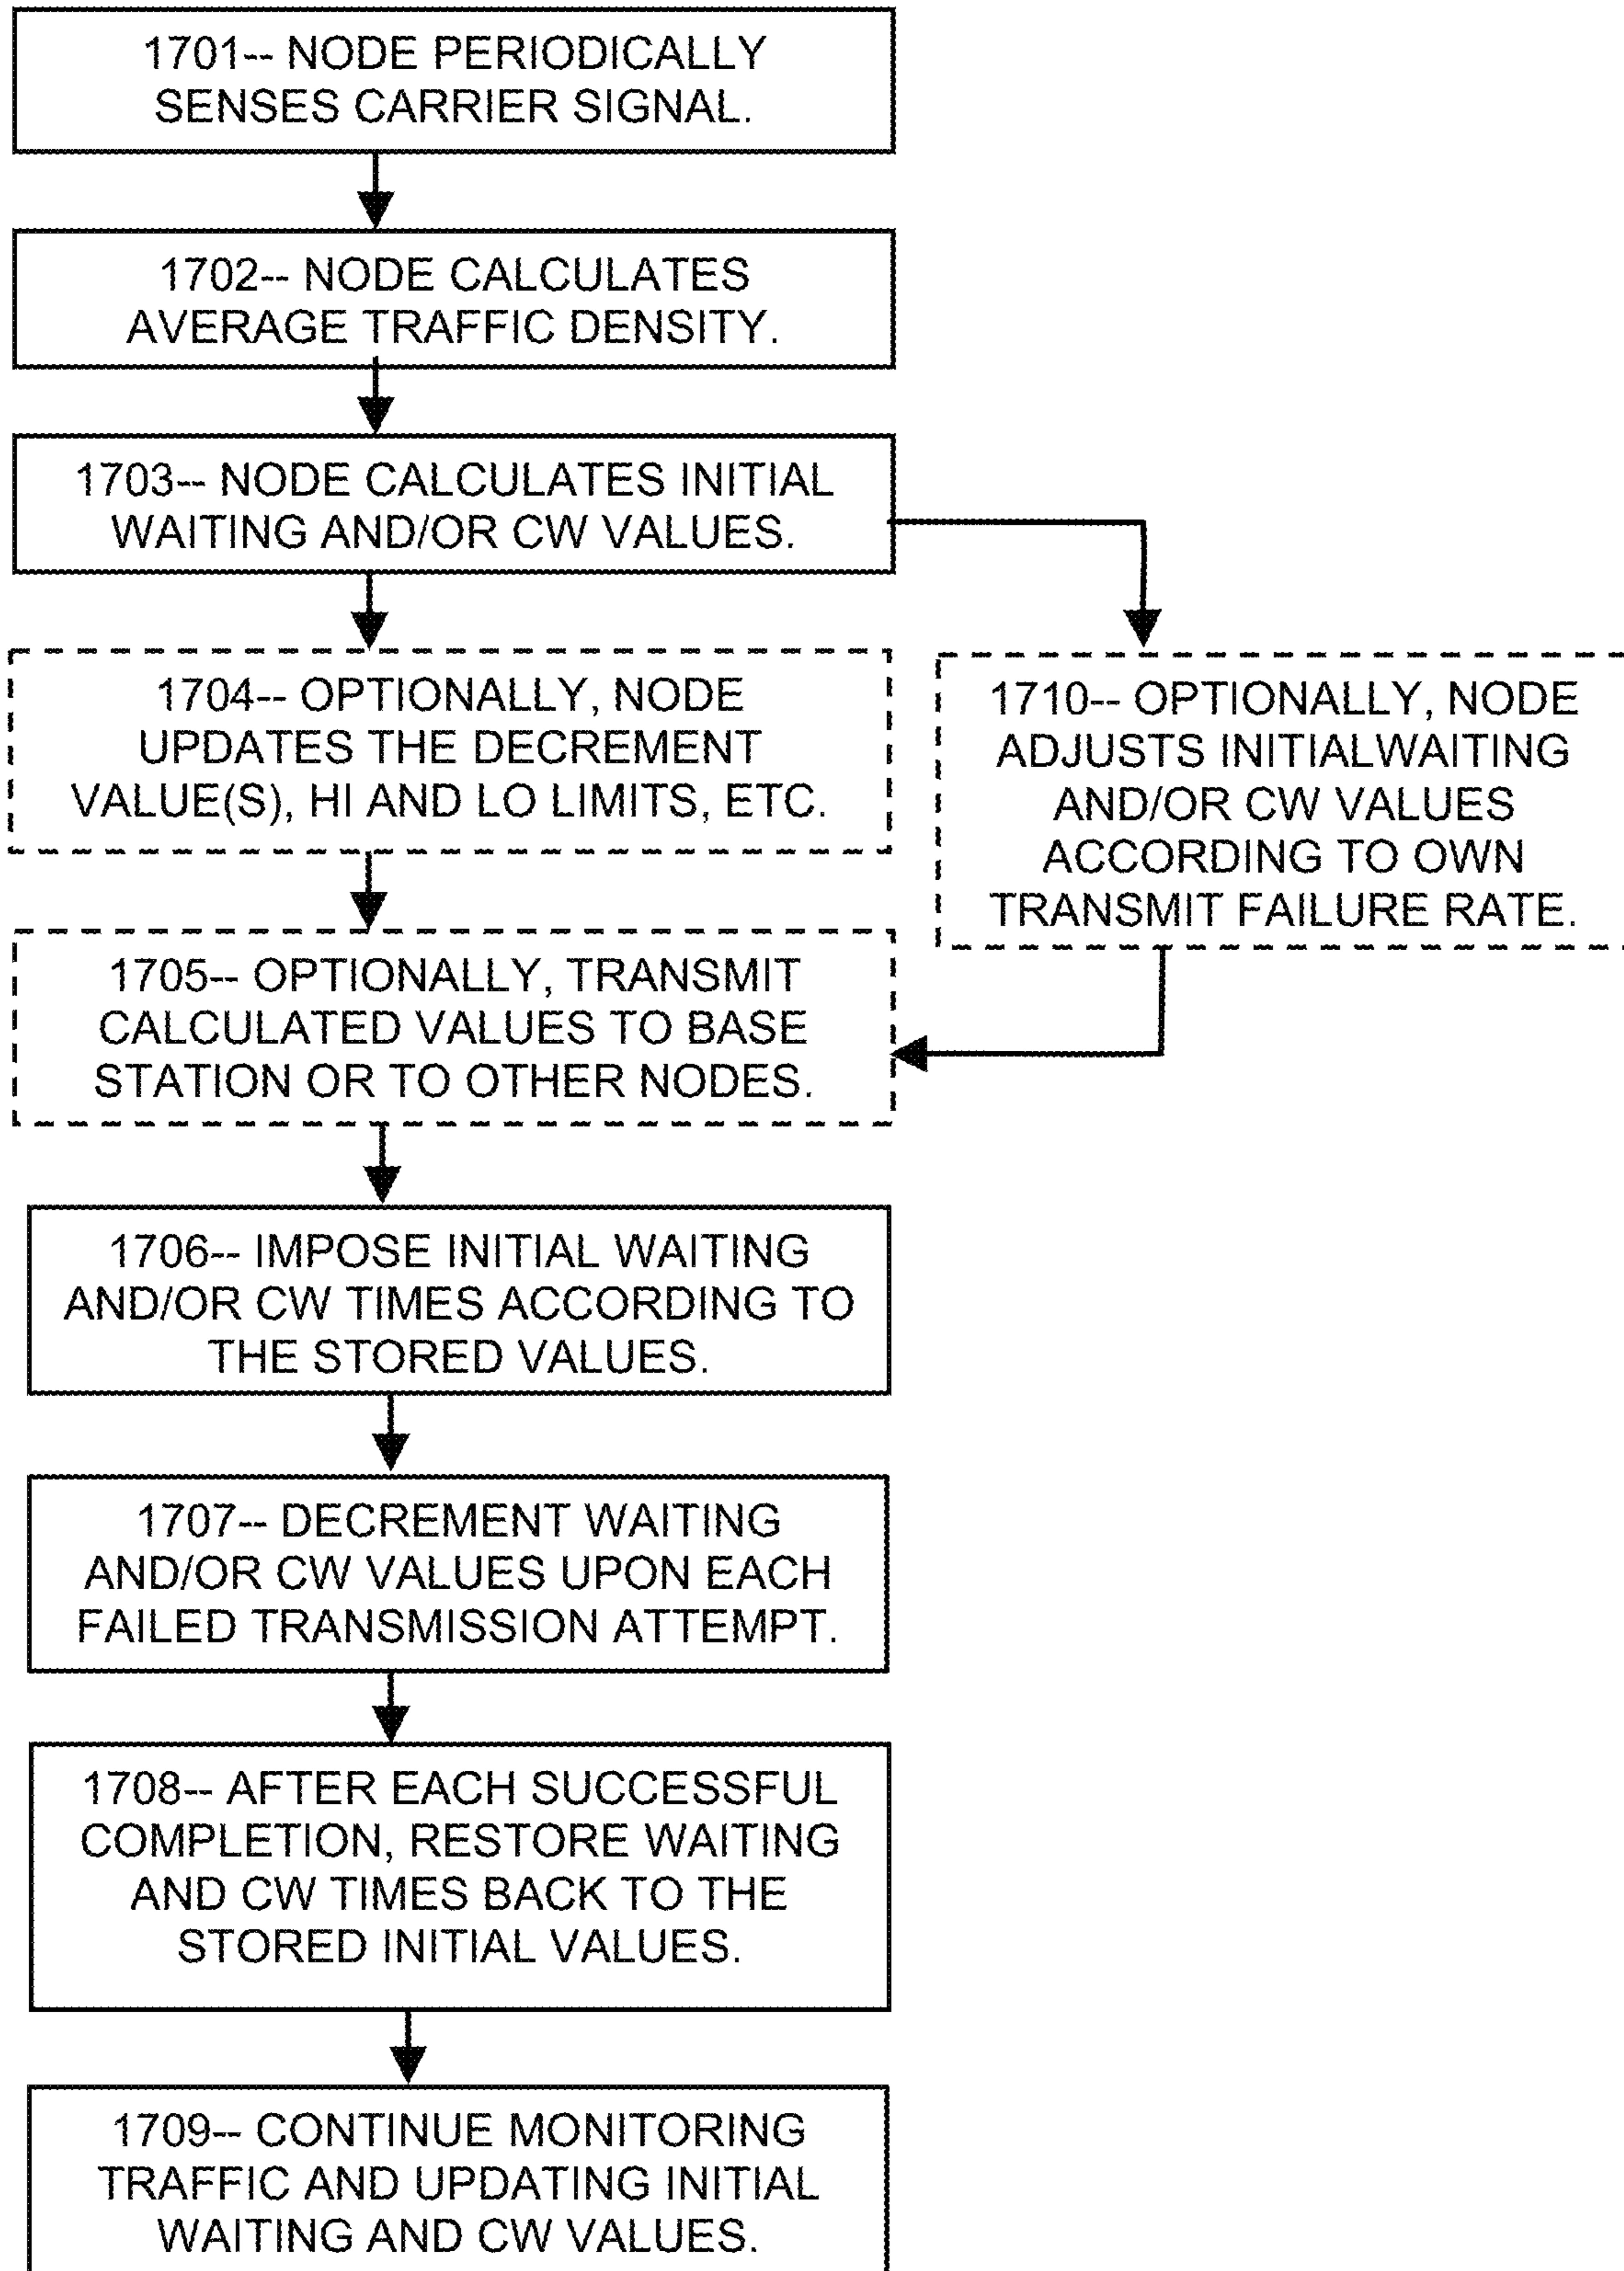 1701-- NODE PERIODICALLY
SENSES CARRIER SIGNAL.
1702-- NODE CALCULATES
AVERAGE TRAFFIC DENSITY.
1703-- NODE CALCULATES INITIAL
WAITING AND/OR CW VALUES.
1704-- OPTIONALLY, NODE
UPDATES THE DECREMENT
VALUE(S), HI AND LO LIMITS, ETC.
1710-- OPTIONALLY, NODE
ADJUSTS INITIALWAITING
AND/OR CW VALUES
ACCORDING TO OWN
TRANSMIT FAILURE RATE.
1705-- OPTIONALLY, TRANSMIT
CALCULATED VALUES TO BASE
STATION OR TO OTHER NODES.
1706-- IMPOSE INITIAL WAITING
AND/OR CW TIMES ACCORDING TO
THE STORED VALUES.
1707-- DECREMENT WAITING
AND/OR CW VALUES UPON EACH
FAILED TRANSMISSION ATTEMPT.
1708-- AFTER EACH SUCCESSFUL
COMPLETION, RESTORE WAITING
AND CW TIMES BACK TO THE
STORED INITIAL VALUES.
1709-- CONTINUE MONITORING
TRAFFIC AND UPDATING INITIAL
WAITING AND CW VALUES.